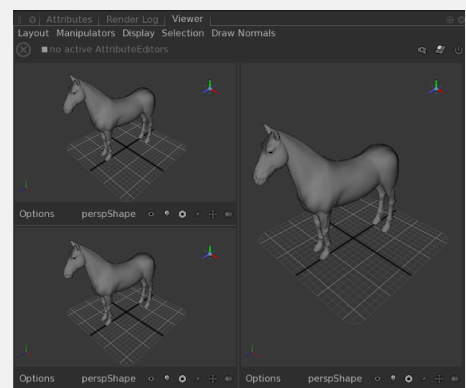 Attributes Render Log Viewer
Layout Manipulators Display Selection Draw Normals
no active AttributeEditors
Options perspShape
Options perspShape
Options perspShape